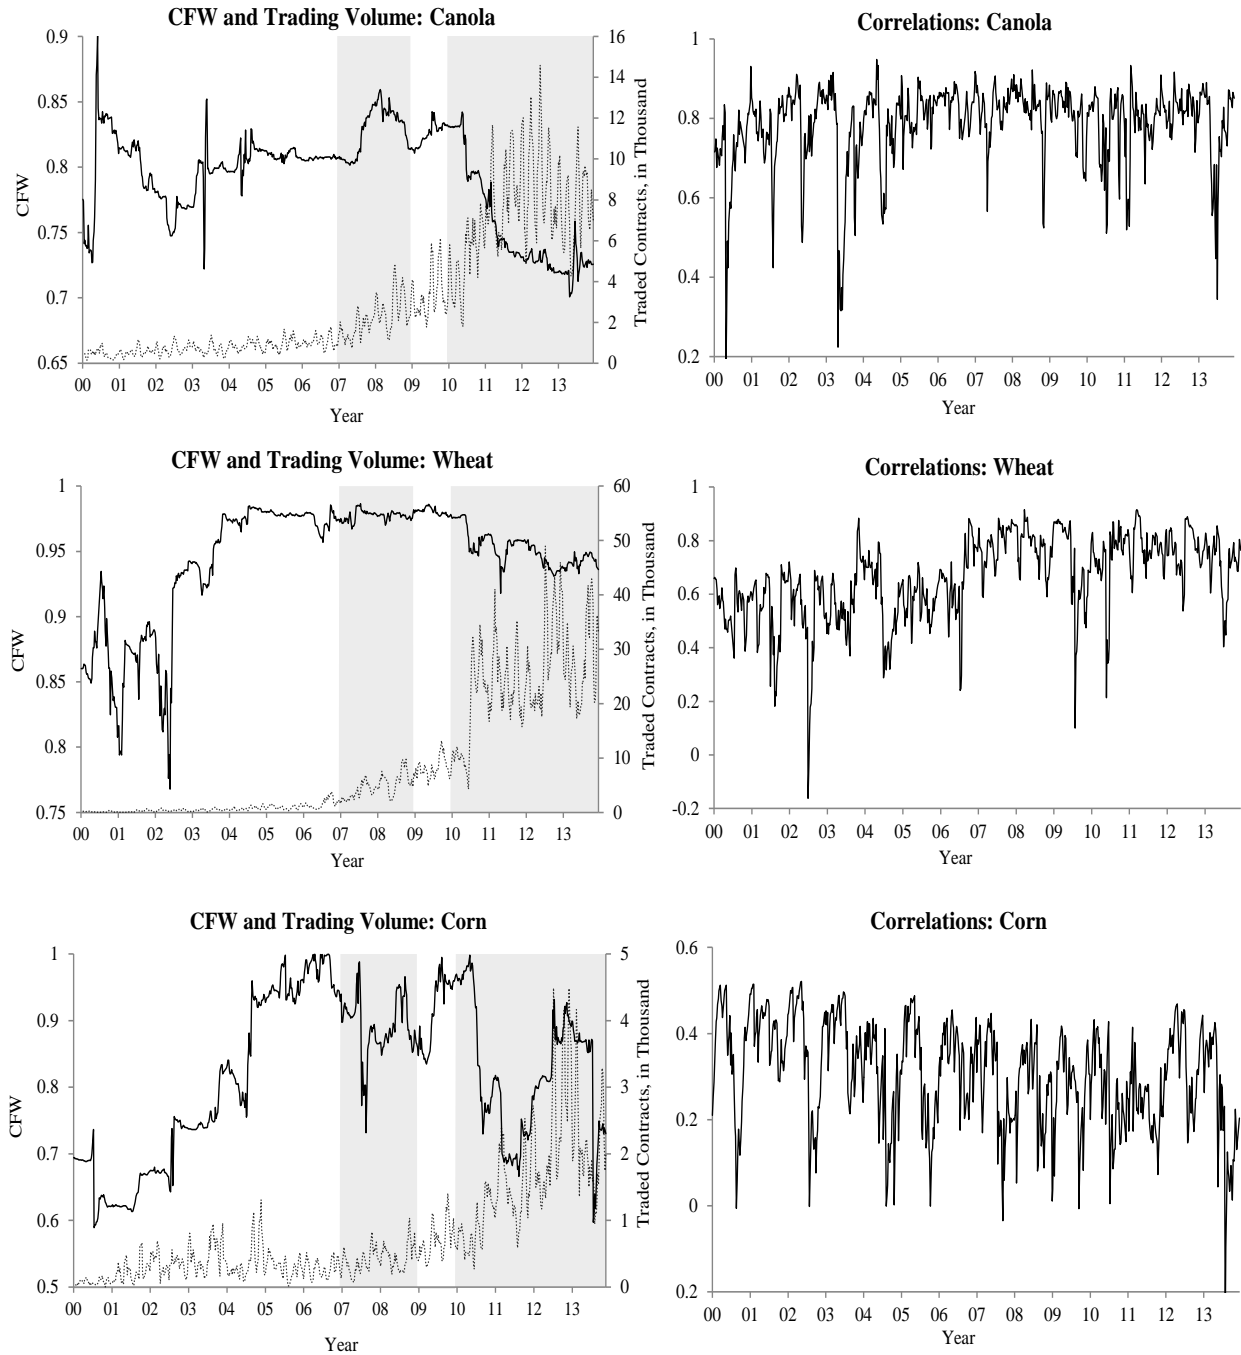 CFW and Trading Volume: Canola
0.9
0.85
0.8
0.75
0.7
0.65
CFW
16
14
12
10
8
6
4
2
0
Traded Contracts, in Thousand
00 01 02 03 04 05 06 07 08 09 10 11 12 13
Year
Correlations: Canola
1
0.8
0.6
0.4
0.2
00 01 02 03 04 05 06 07 08 09 10 11 12 13
Year
CFW and Trading Volume: Wheat
1
0.95
0.9
0.85
0.8
0.75
CFW
60
50
40
30
20
10
0
Traded Contracts, in Thousand
00 01 02 03 04 05 06 07 08 09 10 11 12 13
Year
Correlations: Wheat
1
0.8
0.6
0.4
0.2
0
-0.2
00 01 02 03 04 05 06 07 08 09 10 11 12 13
Year
CFW and Trading Volume: Corn
1
0.9
0.8
0.7
0.6
0.5
CFW
5
4
3
2
1
0
Traded Contracts, in Thousand
00 01 02 03 04 05 06 07 08 09 10 11 12 13
Year
Correlations: Corn
0.6
0.4
0.2
0
0.2
00 01 02 03 04 05 06 07 08 09 10 11 12 13
Year